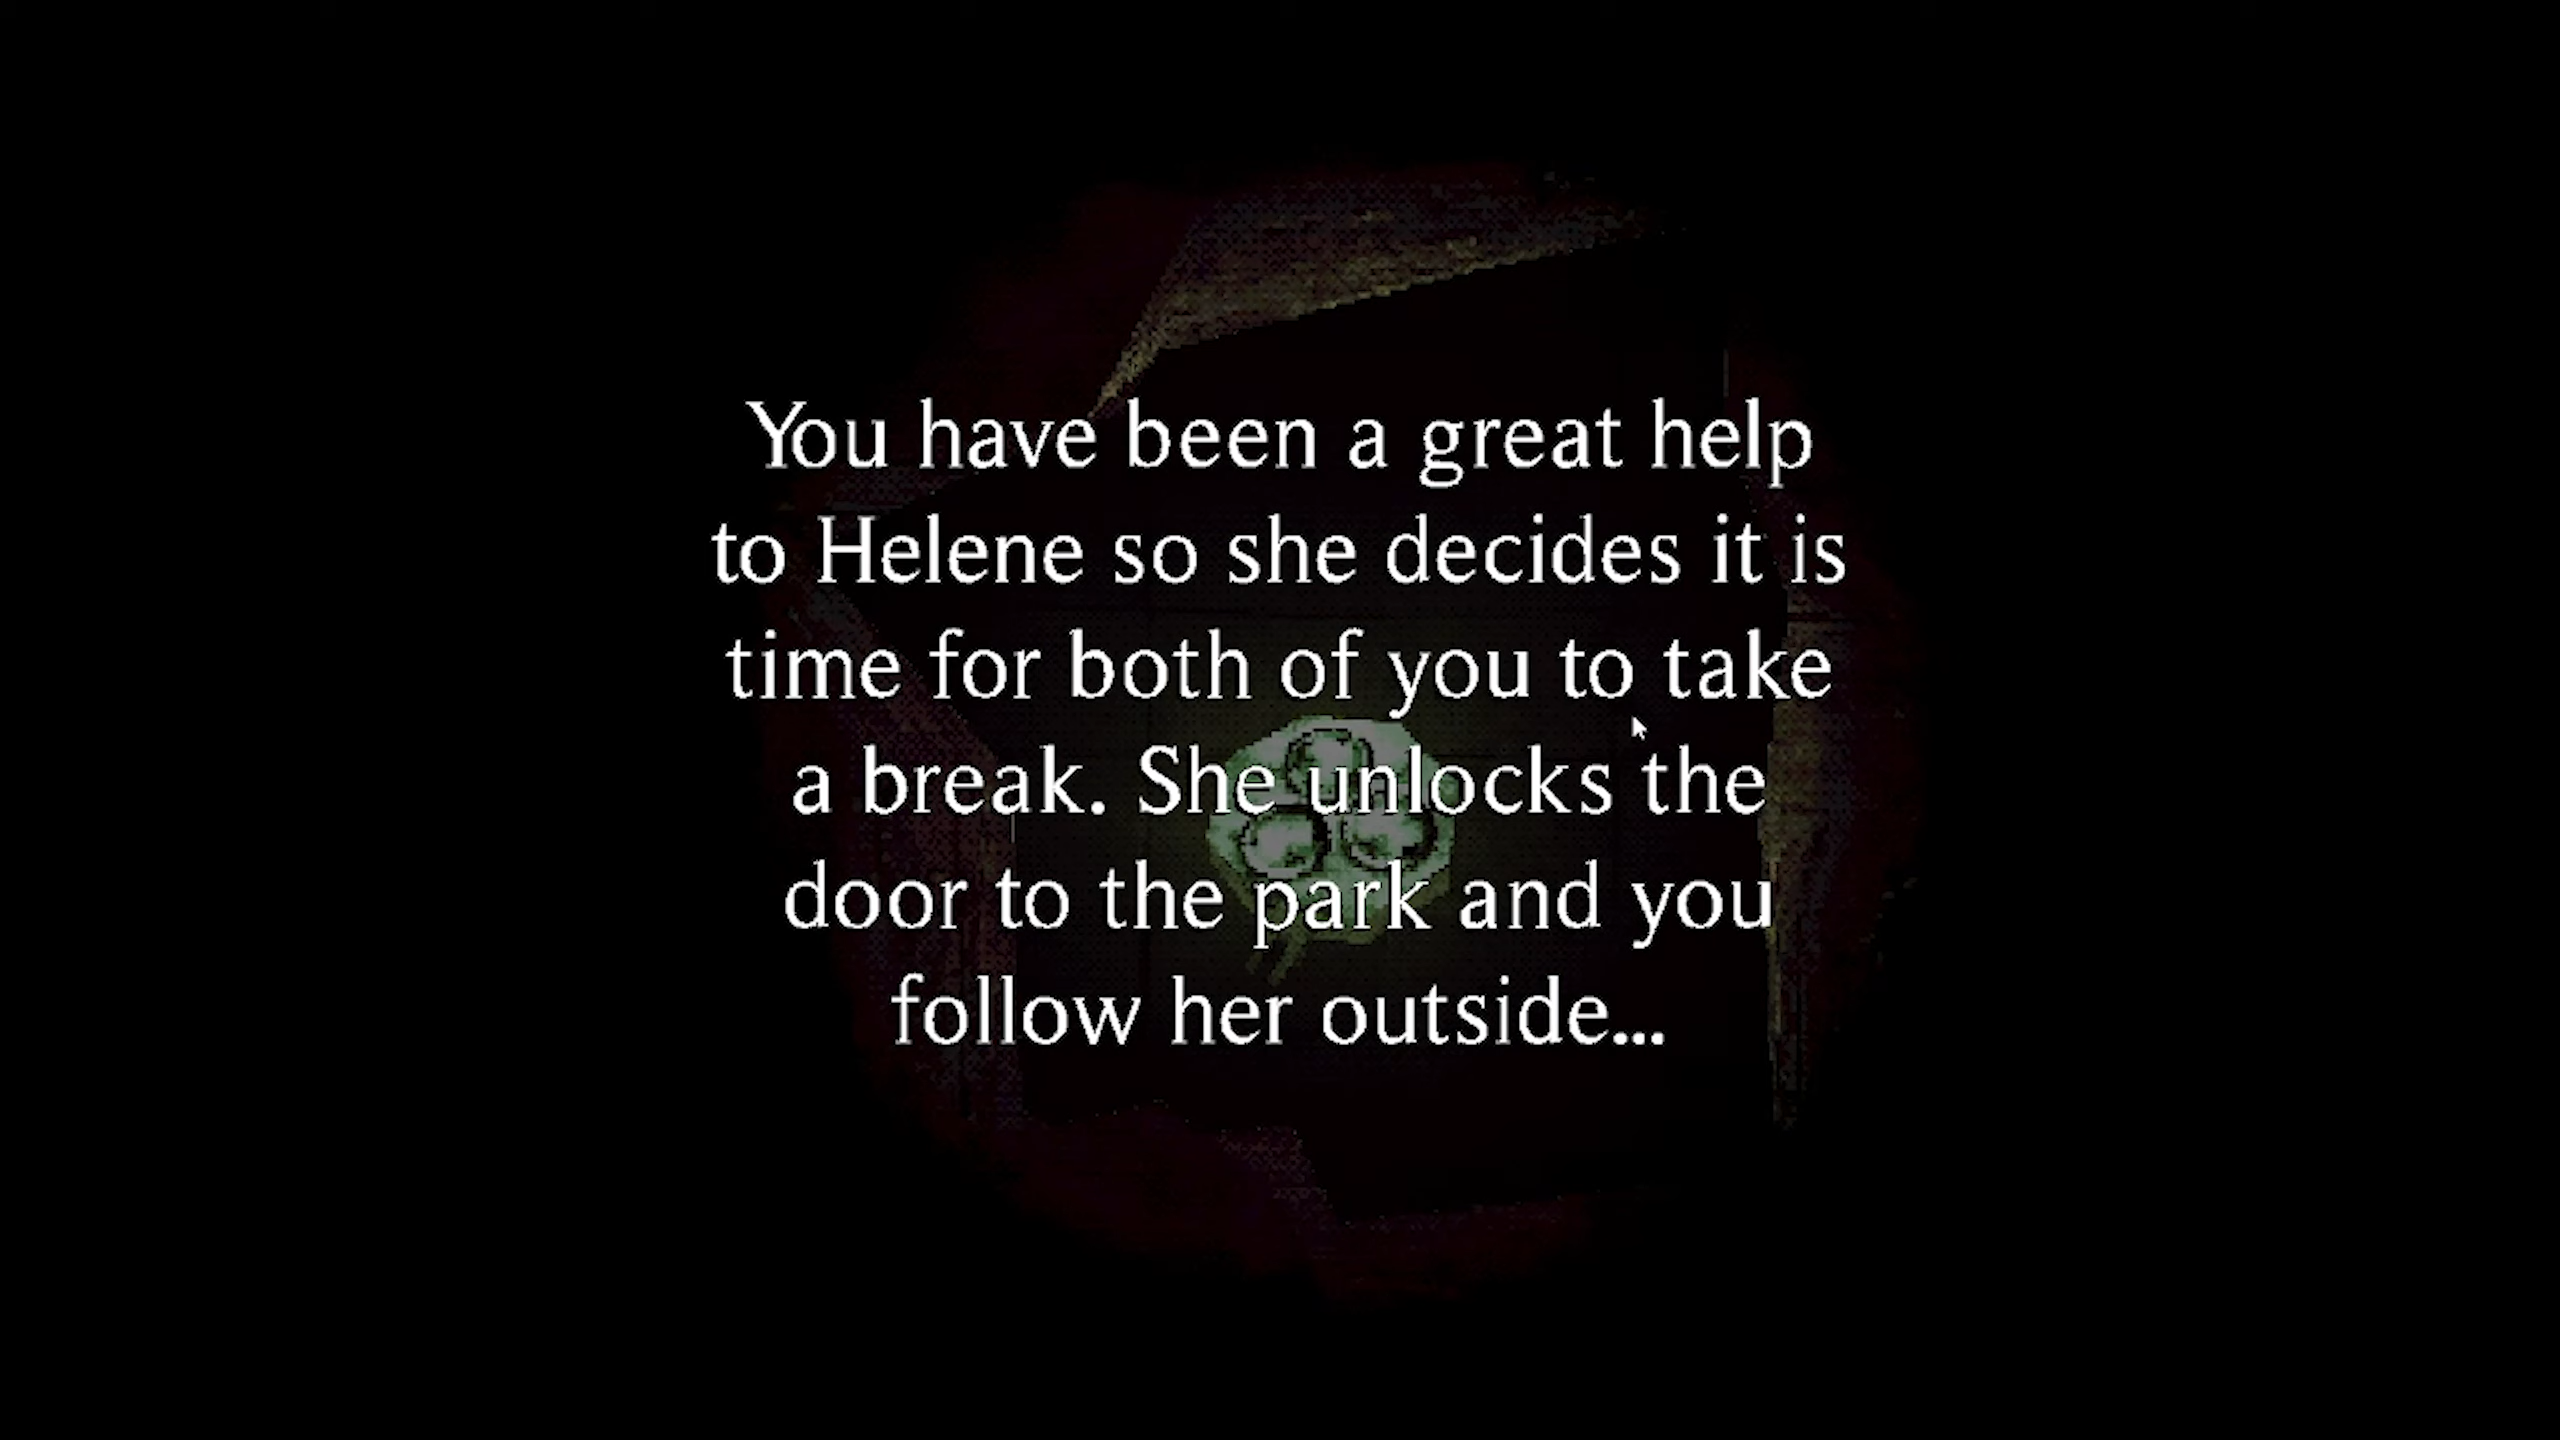 You have been a great help
to Helene so she decides it is
time for both of you to take
a break. She unlocks the
door to the park and you
follow her outside...